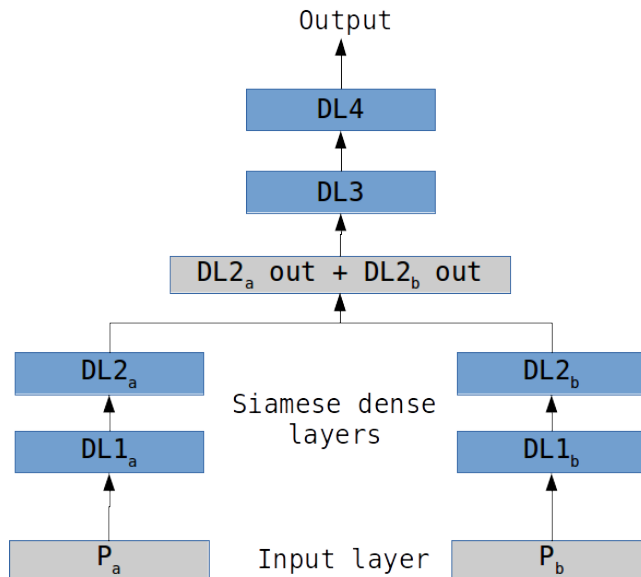 Output
DL4
DL3
DL2a out + DL2b out
DL2a
DL2b
Siamese dense
layers
DL1a
DL1b
Pa
Input layer
Pb